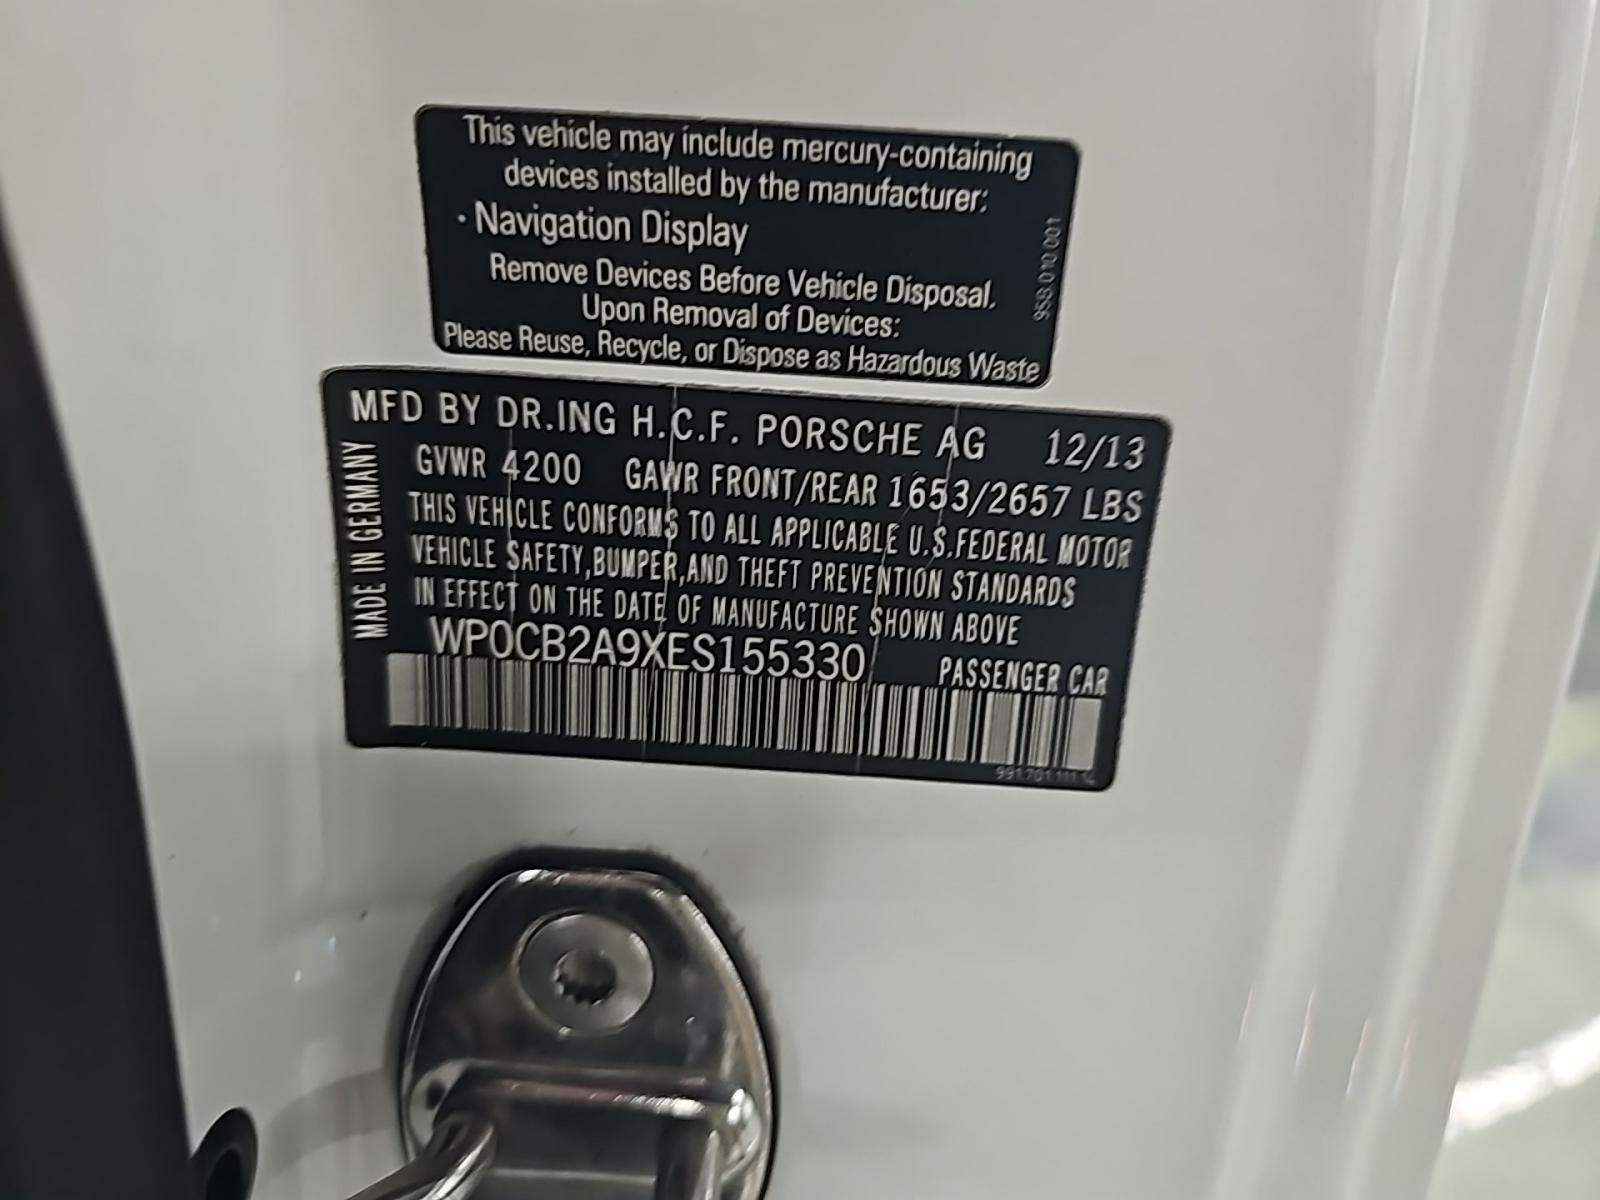 This vehicle may include mercury-containing
devices installed by the manufacturer:
· Navigation Display
Remove Devices Before Vehicle Disposal.
Upon Removal of Devices:
Please Reuse, Recycle, or Dispose as Hazardous Waste
958.010.001
MFD BY DR.ING H.C.F. PORSCHE AG 12/13
GVWR 4200 GAWR FRONT/REAR 1653/2657 LBS
THIS VEHICLE CONFORMS TO ALL APPLICABLE U.S.FEDERAL MOTOR
VEHICLE SAFETY,BUMPER,AND THEFT PREVENTION STANDARDS
IN EFFECT ON THE DATE OF MANUFACTURE SHOWN ABOVE
WP0CB2A9XES155330 PASSENGER CAR
MADE IN GERMANY